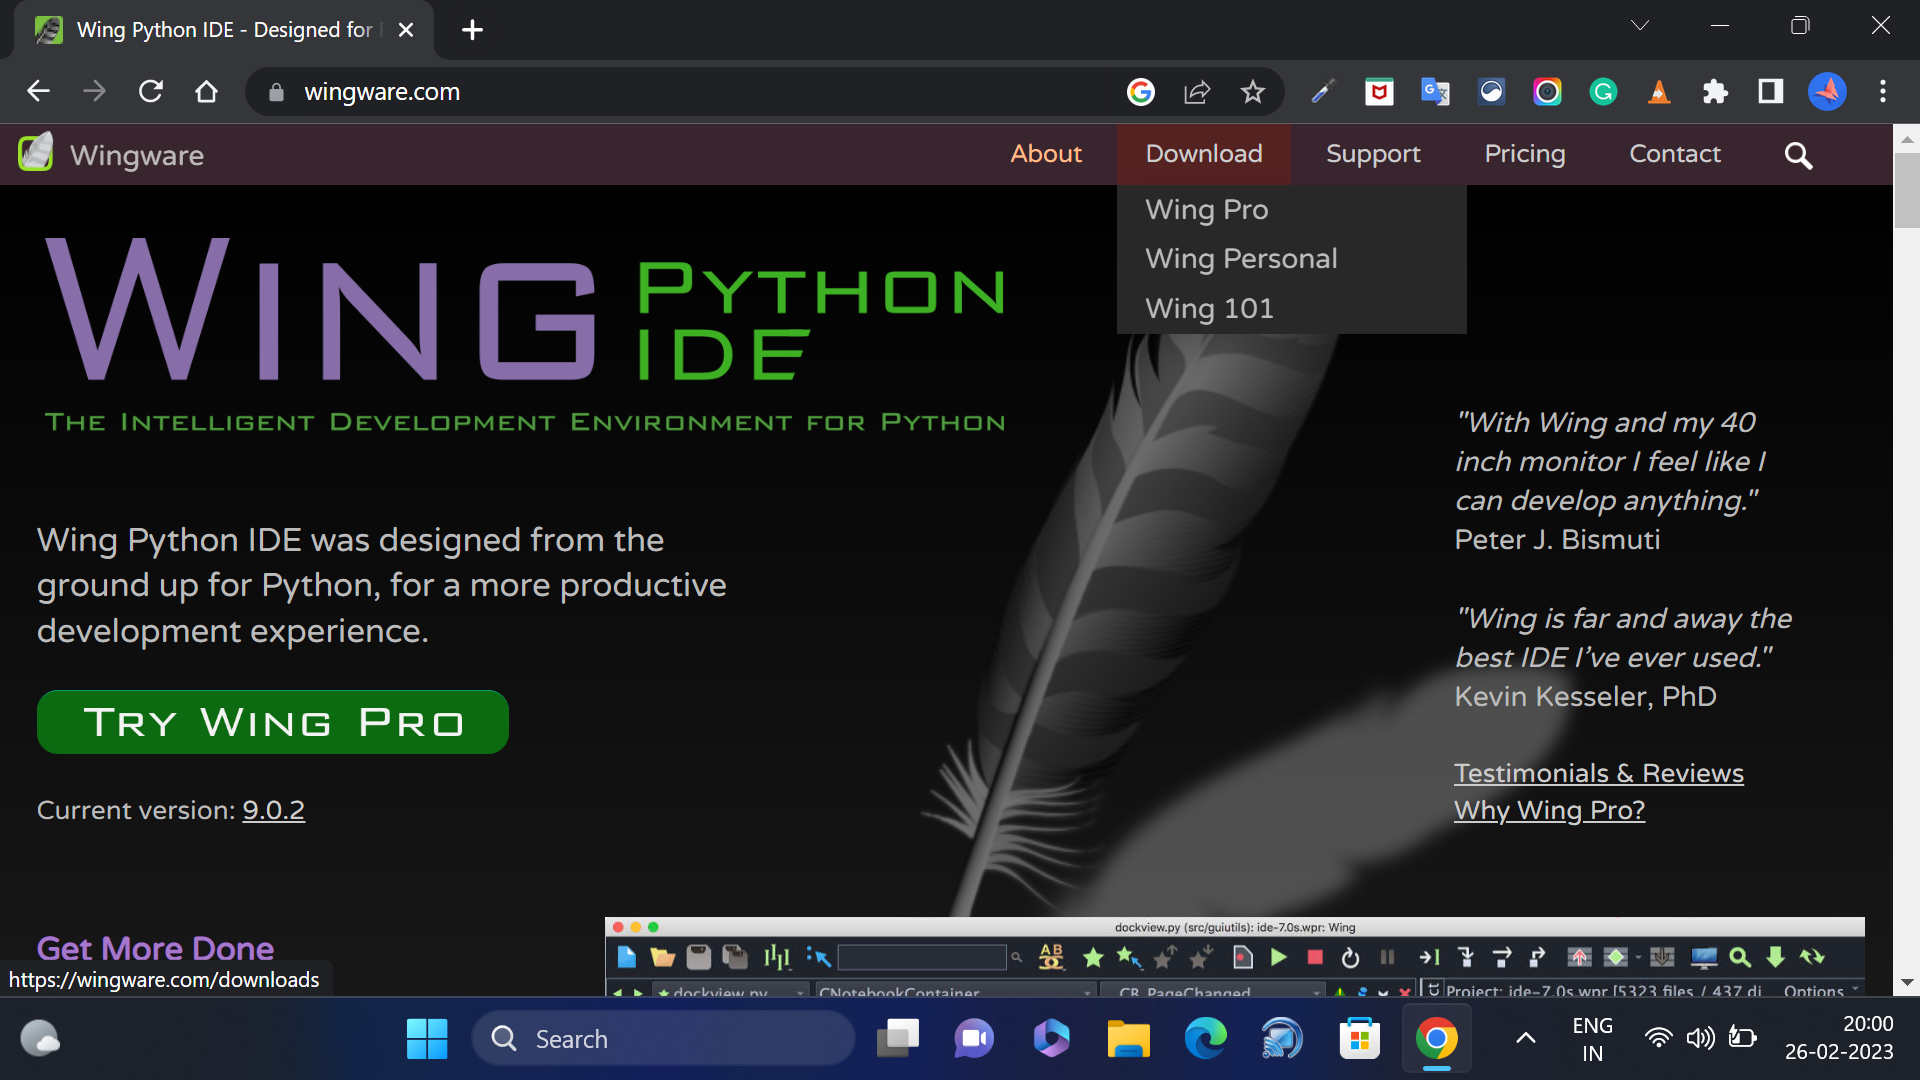 Wing Python IDE - Designed for
wingware.com
Wingware
About Download Support Pricing Contact
Wing Pro
Wing Personal
Wing 101
WING PYTHON IDE
THE INTELLIGENT DEVELOPMENT ENVIRONMENT FOR PYTHON
"With Wing and my 40
inch monitor I feel like I
can develop anything."
Peter J. Bismuti
Wing Python IDE was designed from the
ground up for Python, for a more productive
development experience.
"Wing is far and away the
best IDE I've ever used."
Kevin Kesseler, PhD
TRY WING PRO
Testimonials & Reviews
Why Wing Pro?
Current version: 9.0.2
Get More Done
https://wingware.com/downloads
dockview.py (src/guiutils): ide-7.0s.wpr: Wing
dockview.py CNotebookContainer CB_PageChanged Project: ide-7.0s.wpr [5323 files / 437 di Options
Search
ENG
IN
20:00
26-02-2023